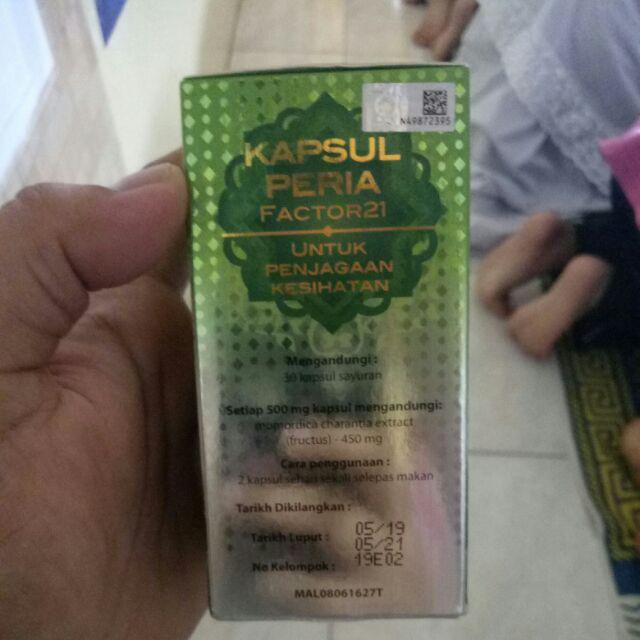 N49872395
KAPSUL
PERIA
FACTOR21
UNTUK
PENJAGAAN
KESIHATAN
Mengandungi :
30 kapsul sayuran
Setiap 500 mg kapsul mengandungi:
momordica charantia extract
(fructus) - 450 mg
Cara penggunaan :
2 kapsul sehari sekali selepas makan
Tarikh Dikilangkan :
05/19
Tarikh Luput :
05/21
No Kelompok :
19E02
MAL08061627T